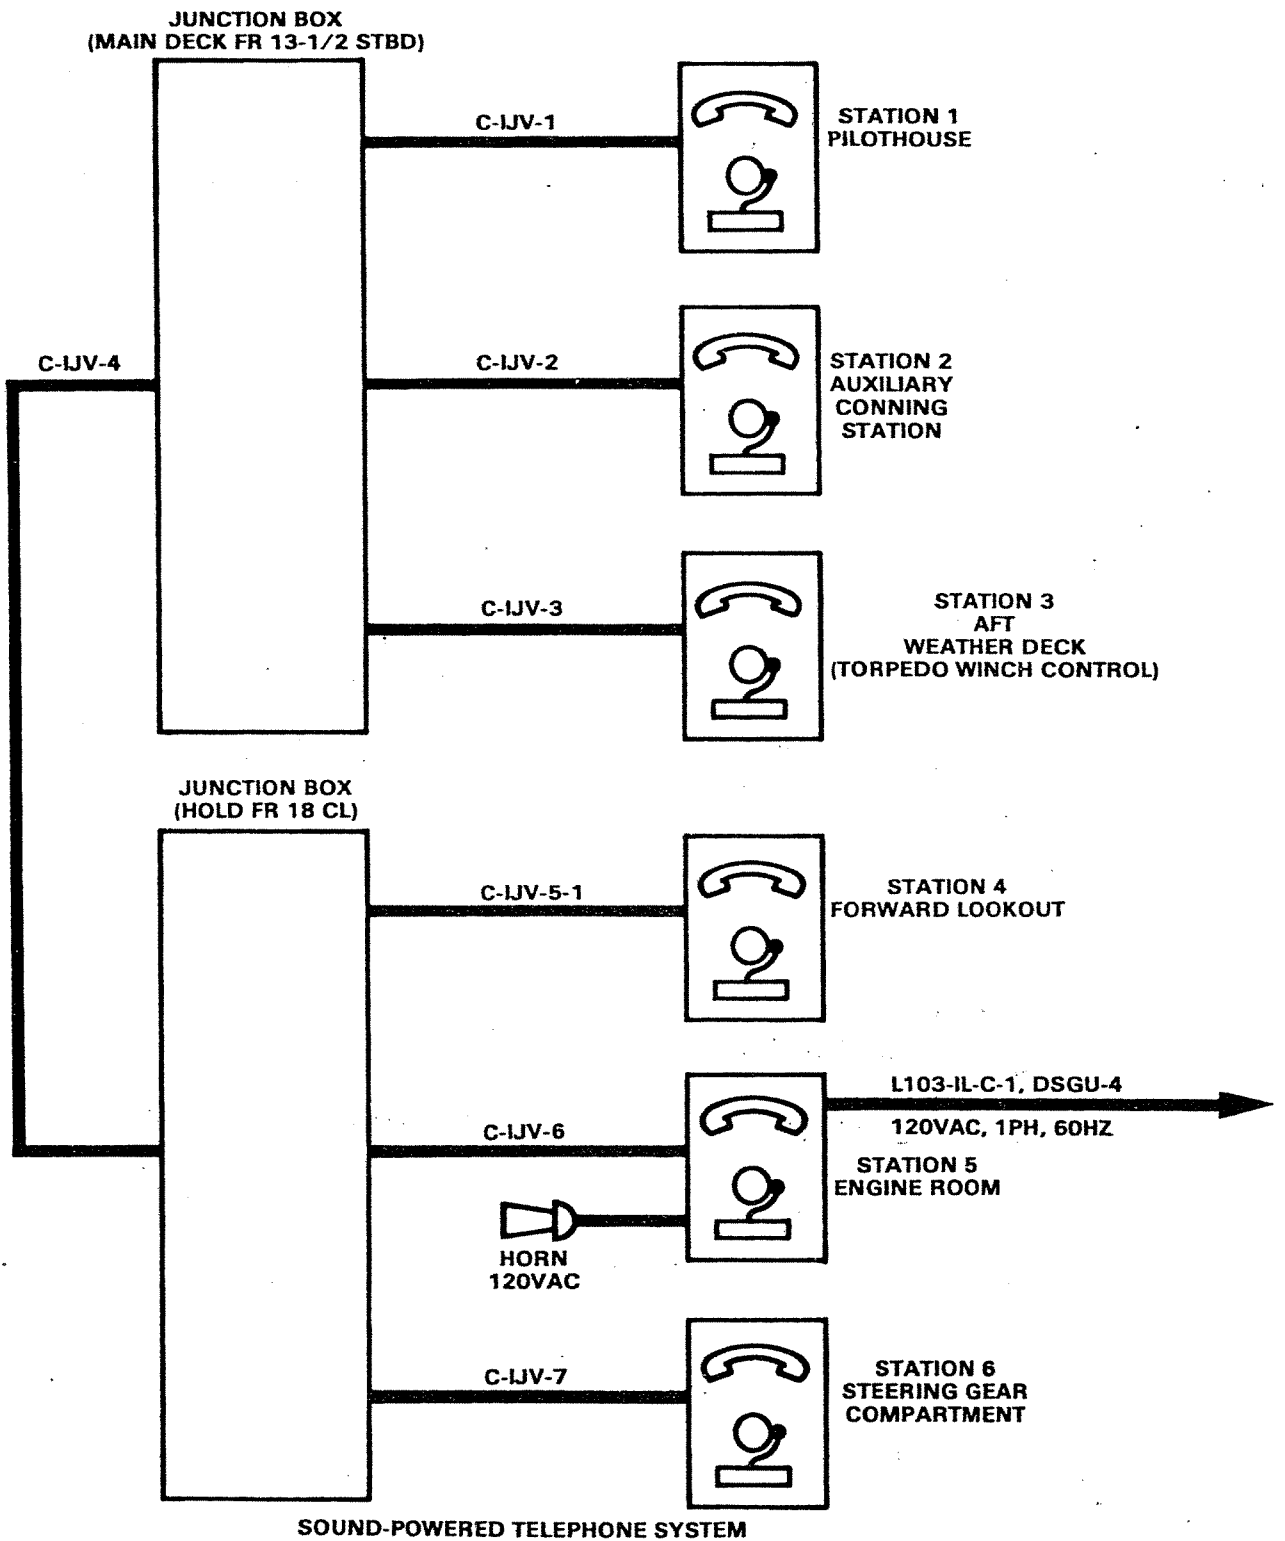 JUNCTION BOX
(MAIN DECK FR 13-1/2 STBD)
C-IJV-1
STATION 1
PILOTHOUSE
C-IJV-4
C-IJV-2
STATION 2
AUXILIARY
CONNING
STATION
C-IJV-3
STATION 3
AFT
WEATHER DECK
(TORPEDO WINCH CONTROL)
JUNCTION BOX
(HOLD FR 18 CL)
C-IJV-5-1
STATION 4
FORWARD LOOKOUT
L103-IL-C-1, DSGU-4
120VAC, 1PH, 60HZ
C-IJV-6
STATION 5
ENGINE ROOM
HORN
120VAC
C-IJV-7
STATION 6
STEERING GEAR
COMPARTMENT
SOUND-POWERED TELEPHONE SYSTEM